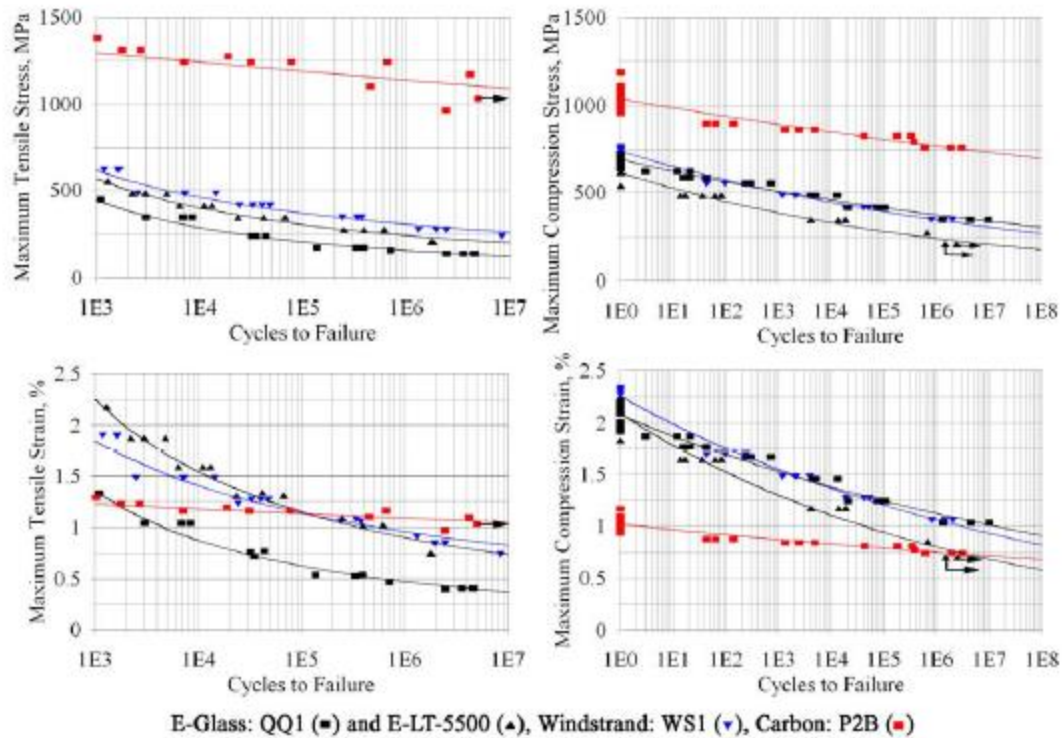 Maximum Tensile Stress, MPa
1500
1000
500
0
1E3 1E4 1E5 1E6 1E7
Cycles to Failure
Maximum Compression Stress, MPa
1500
1000
500
0
1E0 1E1 1E2 1E3 1E4 1E5 1E6 1E7 1E8
Cycles to Failure
Maximum Tensile Strain, %
2.5
2
1.5
1
0.5
0
1E3 1E4 1E5 1E6 1E7
Cycles to Failure
Maximum Compression Strain, %
2.5
2
1.5
1
0.5
0
1E0 1E1 1E2 1E3 1E4 1E5 1E6 1E7 1E8
Cycles to Failure
E-Glass: QQ1 (■) and E-LT-5500 (▲), Windstrand: WS1 (▼), Carbon: P2B (■)